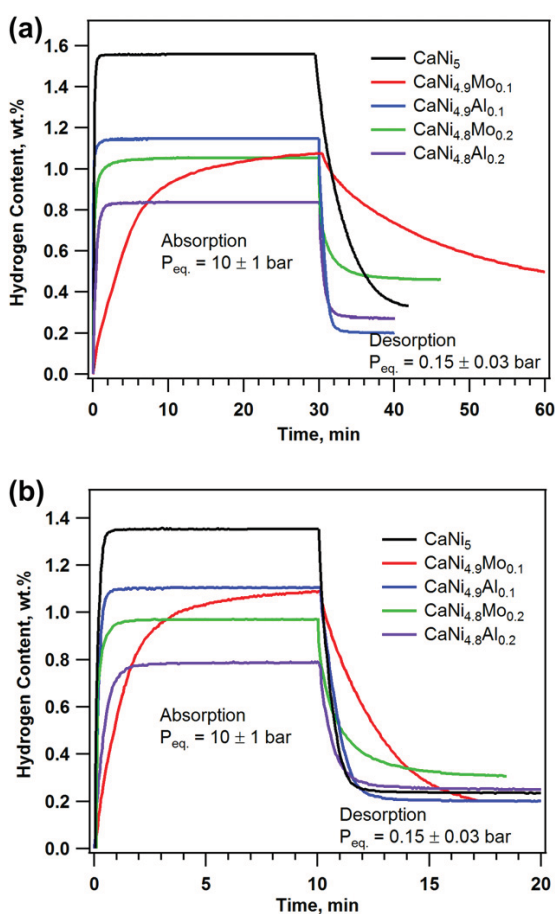 (a)
1.6
1.4
1.2
1.0
0.8
0.6
0.4
0.2
0.0
Hydrogen Content, wt.%
CaNi₅
CaNi₄.₉Mo₀.₁
CaNi₄.₉Al₀.₁
CaNi₄.₈Mo₀.₂
CaNi₄.₈Al₀.₂
Absorption
Pₑq. = 10 ± 1 bar
Desorption
Pₑq. = 0.15 ± 0.03 bar
0 10 20 30 40 50 60
Time, min
(b)
1.4
1.2
1.0
0.8
0.6
0.4
0.2
0.0
Hydrogen Content, wt.%
CaNi₅
CaNi₄.₉Mo₀.₁
CaNi₄.₉Al₀.₁
CaNi₄.₈Mo₀.₂
CaNi₄.₈Al₀.₂
Absorption
Pₑq. = 10 ± 1 bar
Desorption
Pₑq. = 0.15 ± 0.03 bar
0 5 10 15 20
Time, min